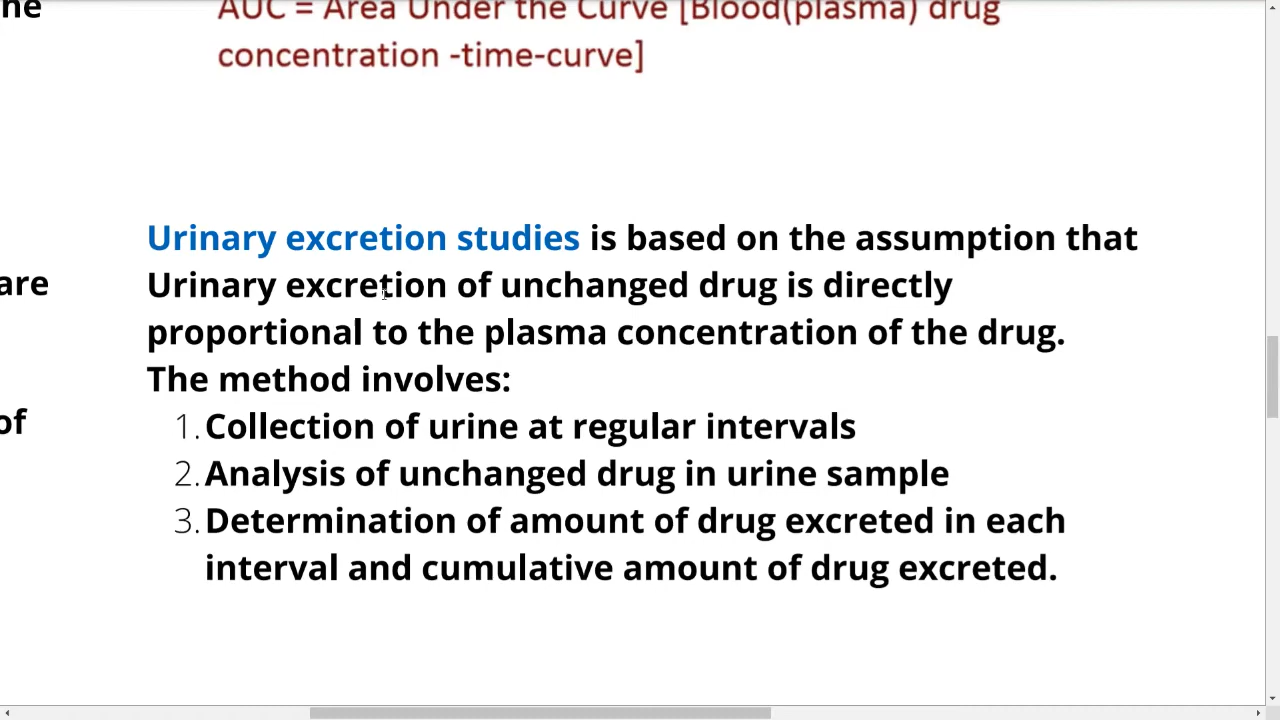 he
AUC = Area Under the Curve [Blood(plasma) drug
concentration -time-curve]
Urinary excretion studies is based on the assumption that
are
Urinary excretion of unchanged drug is directly
proportional to the plasma concentration of the drug.
The method involves:
of
1. Collection of urine at regular intervals
2. Analysis of unchanged drug in urine sample
3. Determination of amount of drug excreted in each
interval and cumulative amount of drug excreted.